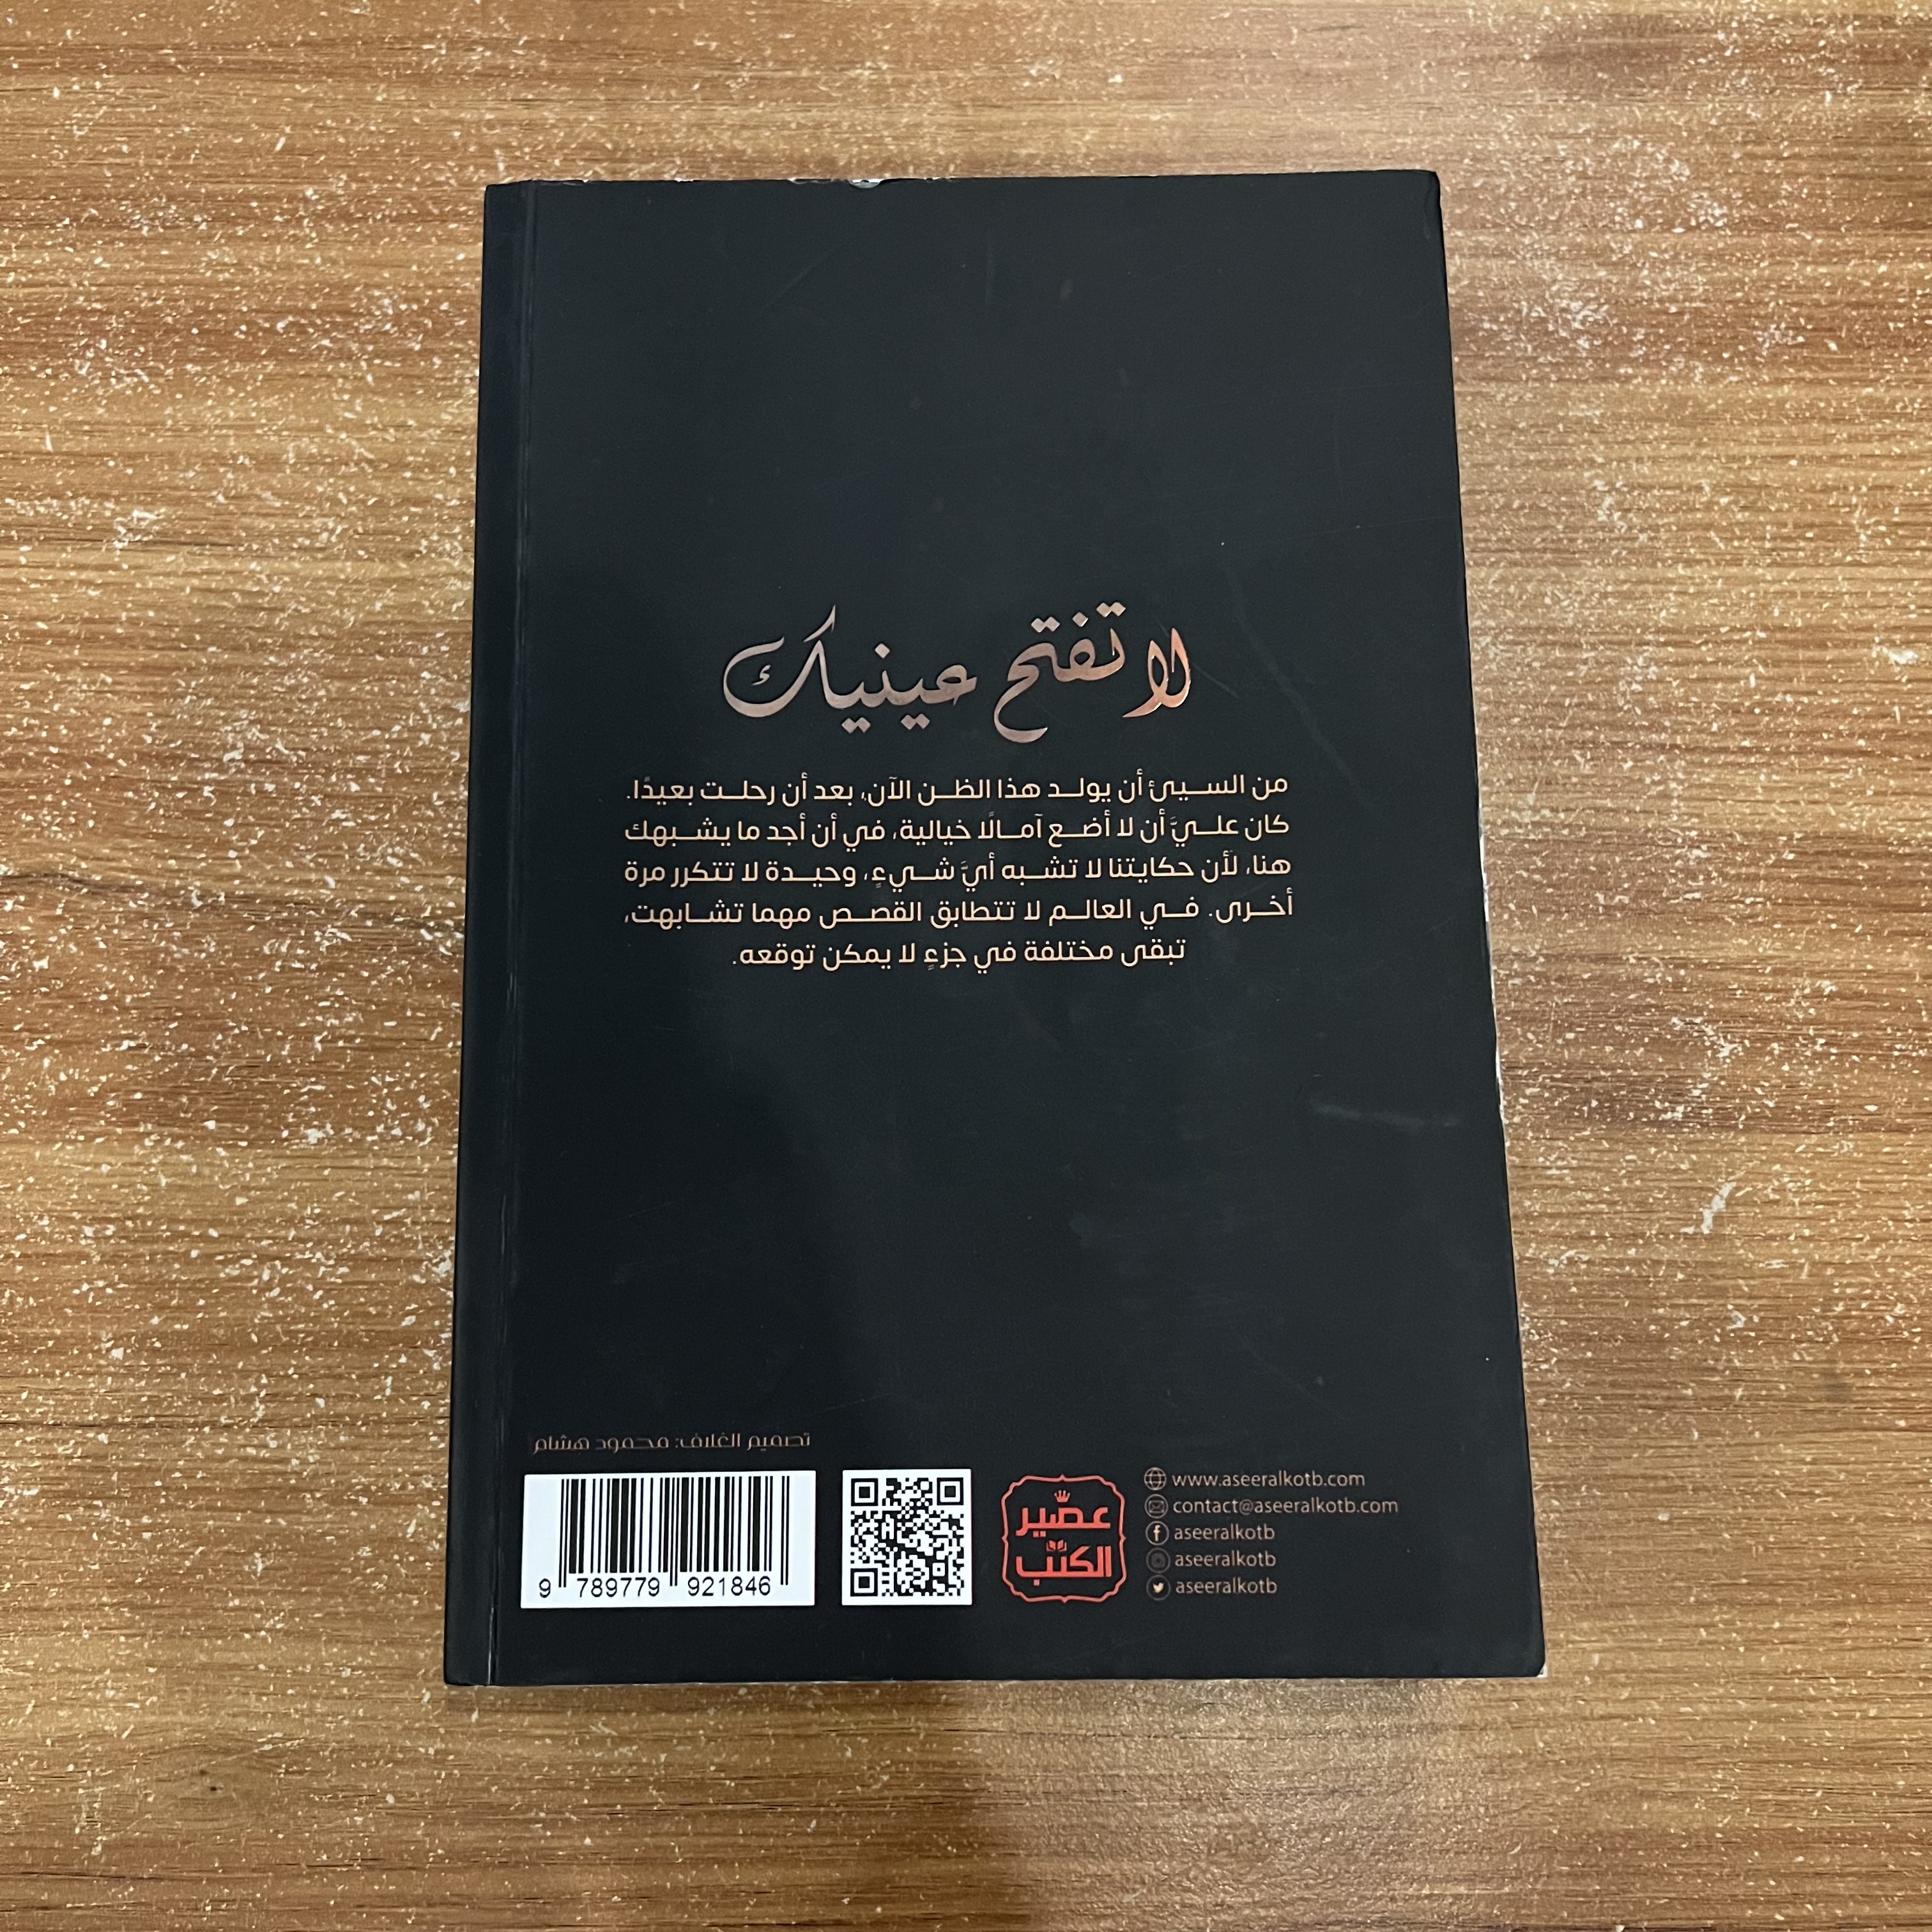 لا تفتح عينيك
من السيئ أن يولد هذا الظن الآن، بعد أن رحلت بعيدًا.
كان عليَّ أن لا أضع آمالًا خيالية، في أن أجد ما يشبهك
هنا، لأن حكايتنا لا تشبه أيَّ شيءٍ، وحيدة لا تتكرر مرة
أخرى. في العالم لا تتطابق القصص مهما تشابهت،
تبقى مختلفة في جزءٍ لا يمكن توقعه.
تصميم الغلاف: محمود هشام
9 789779 921846
عصير
الكتب
www.aseeralkotb.com
contact@aseeralkotb.com
aseeralkotb
aseeralkotb
aseeralkotb